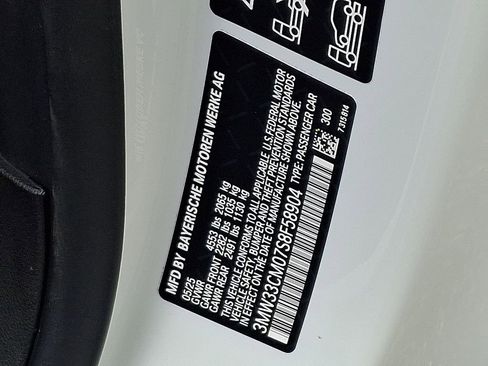 MFD BY BAYERISCHE MOTOREN WERKE AG
05/25
GVWR 4553 lbs 2065 kg
GAWR FRONT 2282 lbs 1035 kg
GAWR REAR 2491 lbs 1130 kg
THIS VEHICLE CONFORMS TO ALL APPLICABLE U.S. FEDERAL MOTOR
VEHICLE SAFETY, BUMPER AND THEFT PREVENTION STANDARDS
IN EFFECT ON THE DATE OF MANUFACTURE SHOWN ABOVE.
3MW33CM07S8F58904 TYPE: PASSENGER CAR
300
7315814